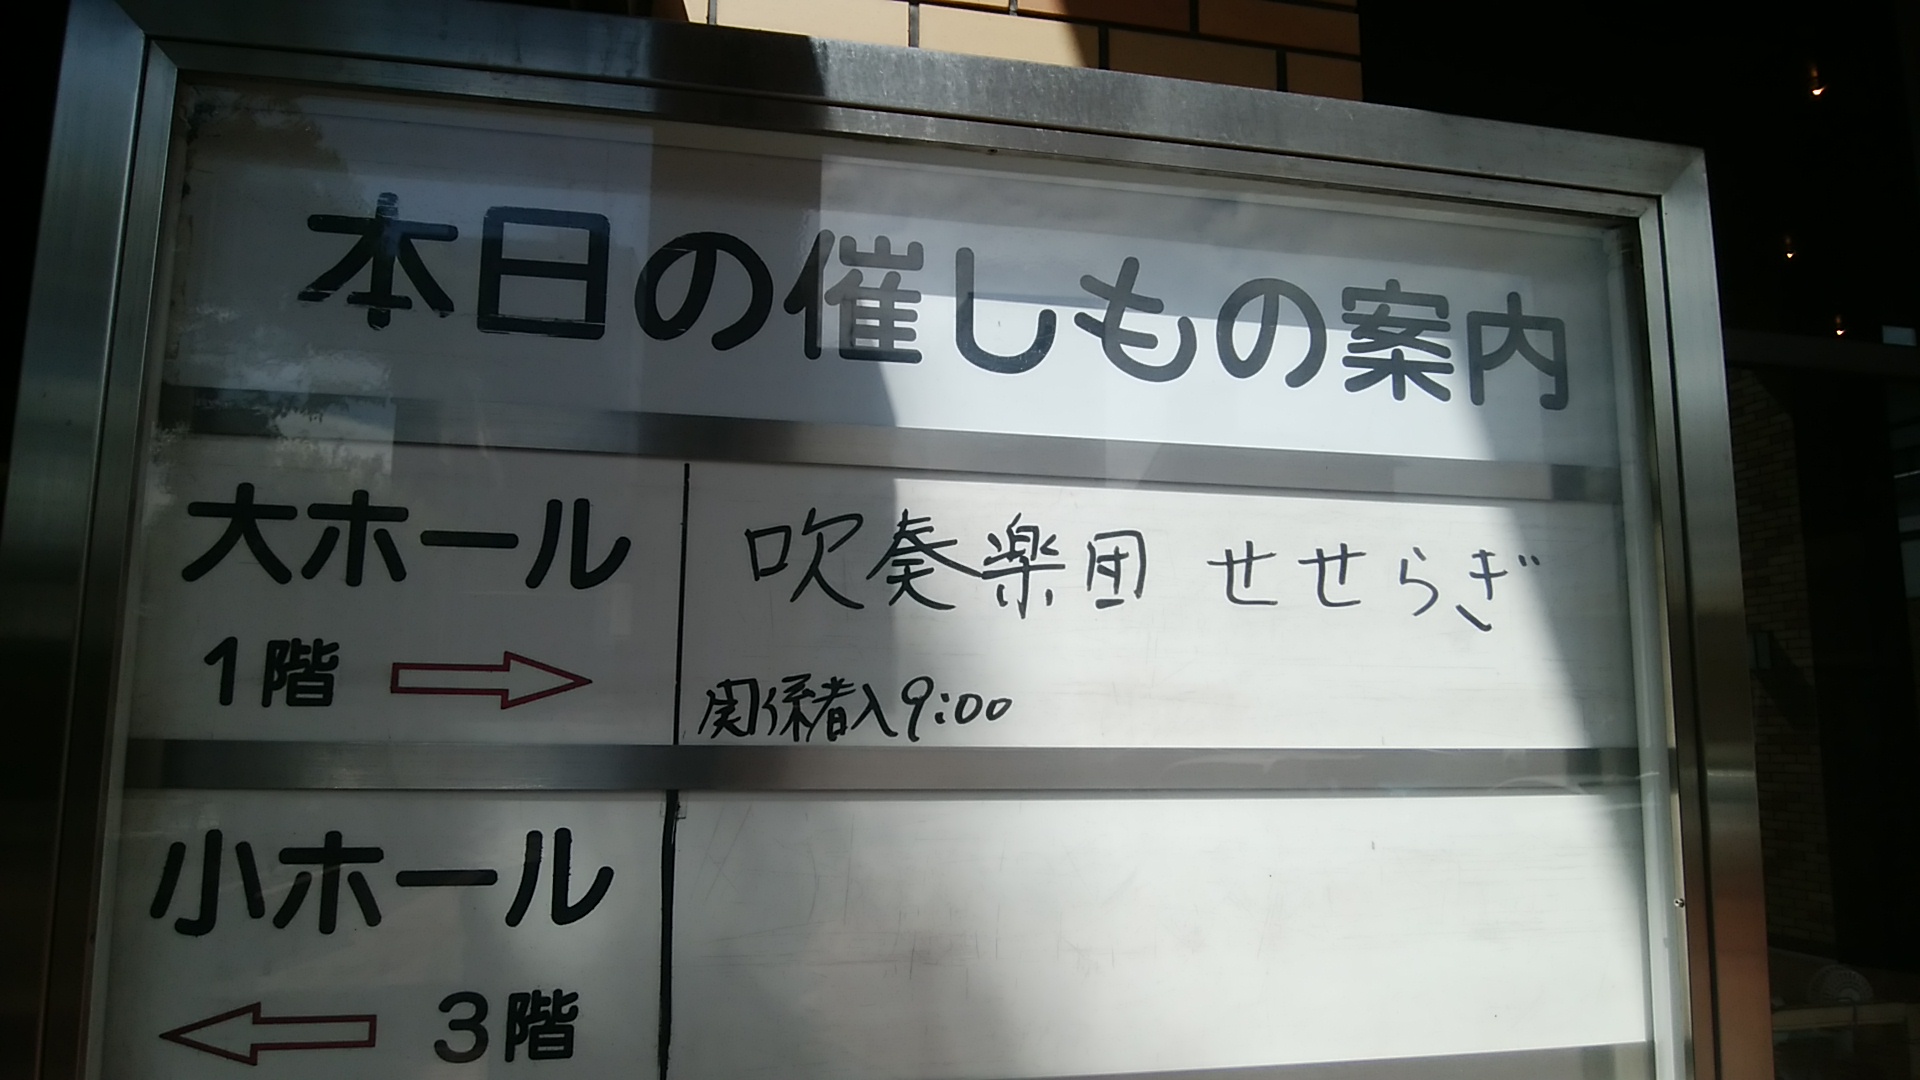 本日の催しもの案内
大ホール
1階
吹奏楽団 せせらぎ
関係者入9:00
小ホール
3階